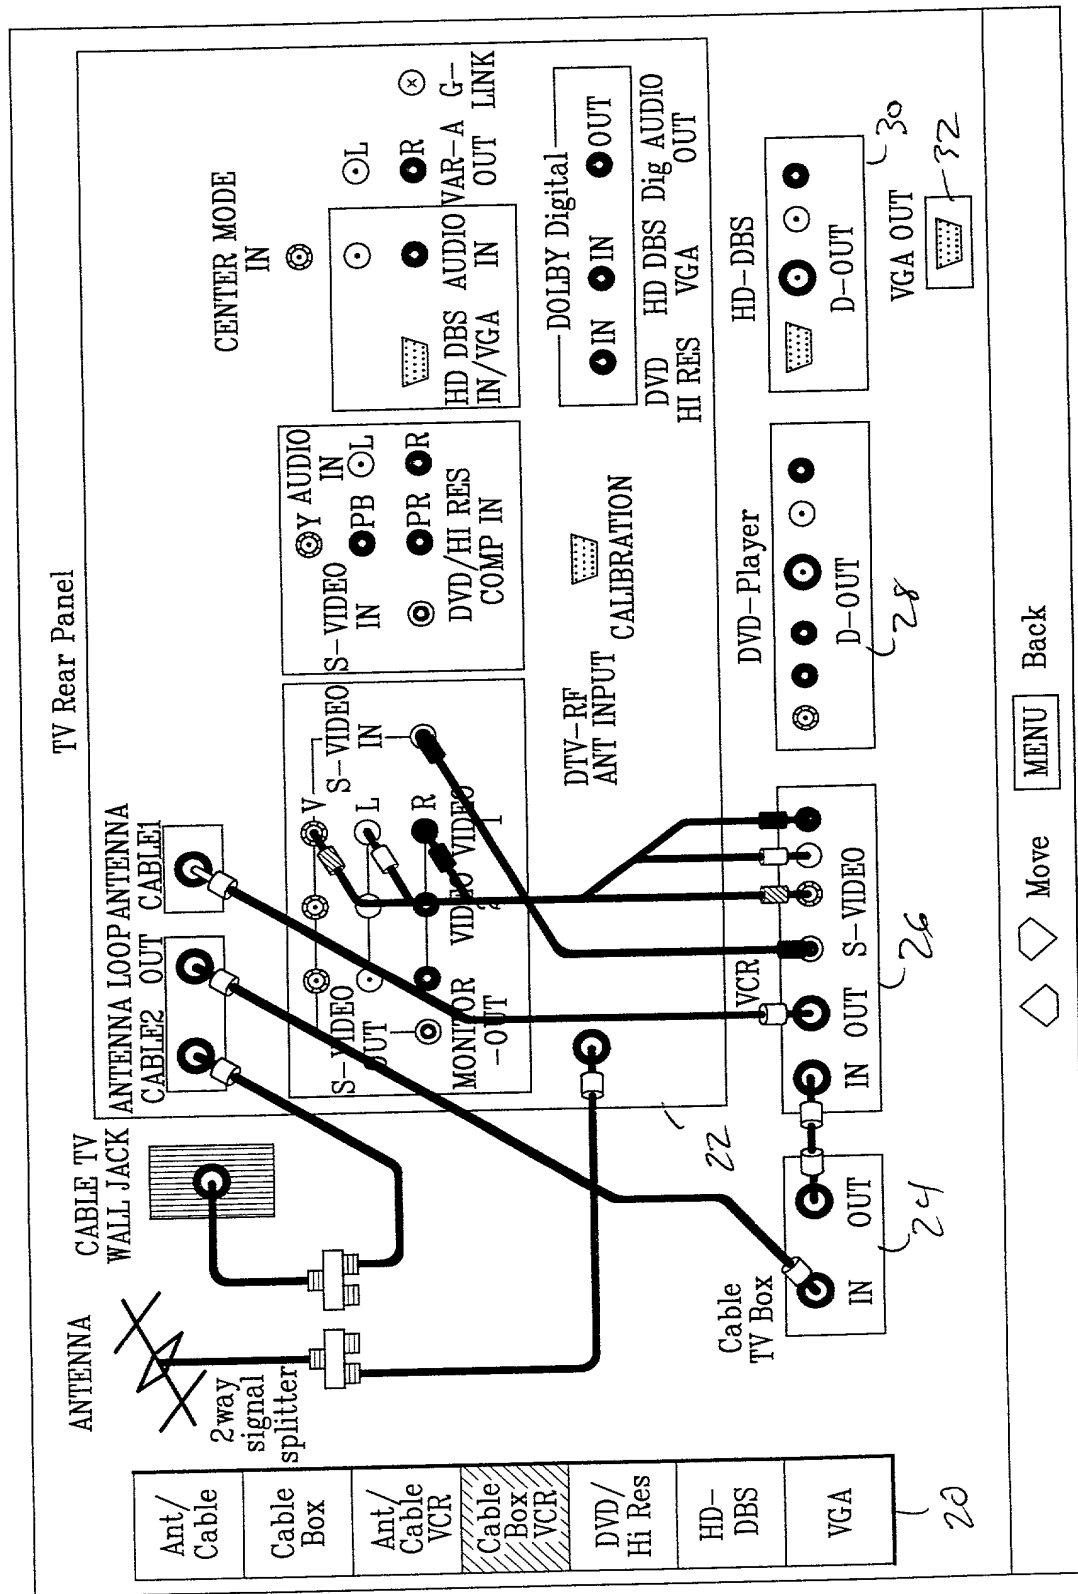 TV Rear Panel
ANTENNA
CABLE TV
WALL JACK
ANTENNA LOOP ANTENNA
CABLE2 OUT CABLE1
2way
signal
splitter
CENTER MODE
IN
S-VIDEO
OUT
MONITOR
-OUT
VIDEO
2
VIDEO
1
V
L
R
S-VIDEO
IN
S-VIDEO
IN
Y
PB
PR
AUDIO
IN
L
R
DVD/HI RES
COMP IN
HD DBS
IN/VGA
AUDIO
IN
VAR-A
OUT
L
R
G-
LINK
DTV-RF
ANT INPUT
CALIBRATION
DOLBY Digital
IN
IN
OUT
DVD
HI RES
HD DBS
VGA
Dig AUDIO
OUT
22
Cable
TV Box
IN OUT
24
VCR
IN OUT S-VIDEO
26
DVD-Player
D-OUT
28
HD-DBS
D-OUT
30
VGA OUT
32
Ant/
Cable
Cable
Box
Ant/
Cable
VCR
Cable
Box
VCR
DVD/
Hi Res
HD-
DBS
VGA
20
Move
MENU
Back